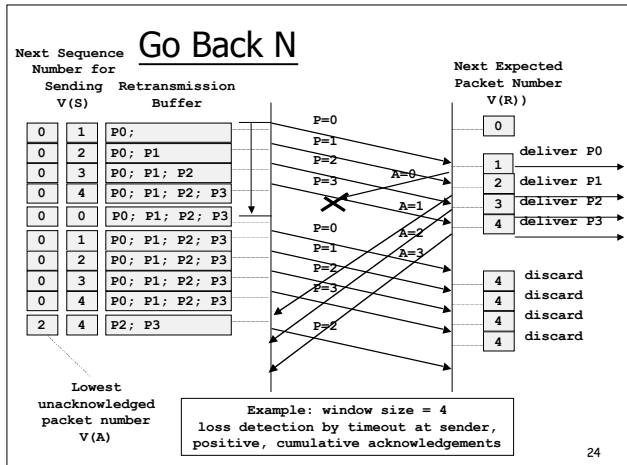 Go Back N
Next Sequence
Number for
Sending
V(S)
Retransmission
Buffer
Next Expected
Packet Number
V(R))
0 1 P0;
0 2 P0; P1
0 3 P0; P1; P2
0 4 P0; P1; P2; P3
0 0 P0; P1; P2; P3
0 1 P0; P1; P2; P3
0 2 P0; P1; P2; P3
0 3 P0; P1; P2; P3
0 4 P0; P1; P2; P3
2 4 P2; P3
P=0
P=1
P=2
P=3
A=0
A=1
A=2
A=3
P=0
P=1
P=2
P=3
P=2
0
1 deliver P0
2 deliver P1
3 deliver P2
4 deliver P3
4 discard
4 discard
4 discard
4 discard
Lowest
unacknowledged
packet number
V(A)
Example: window size = 4
loss detection by timeout at sender,
positive, cumulative acknowledgements
24